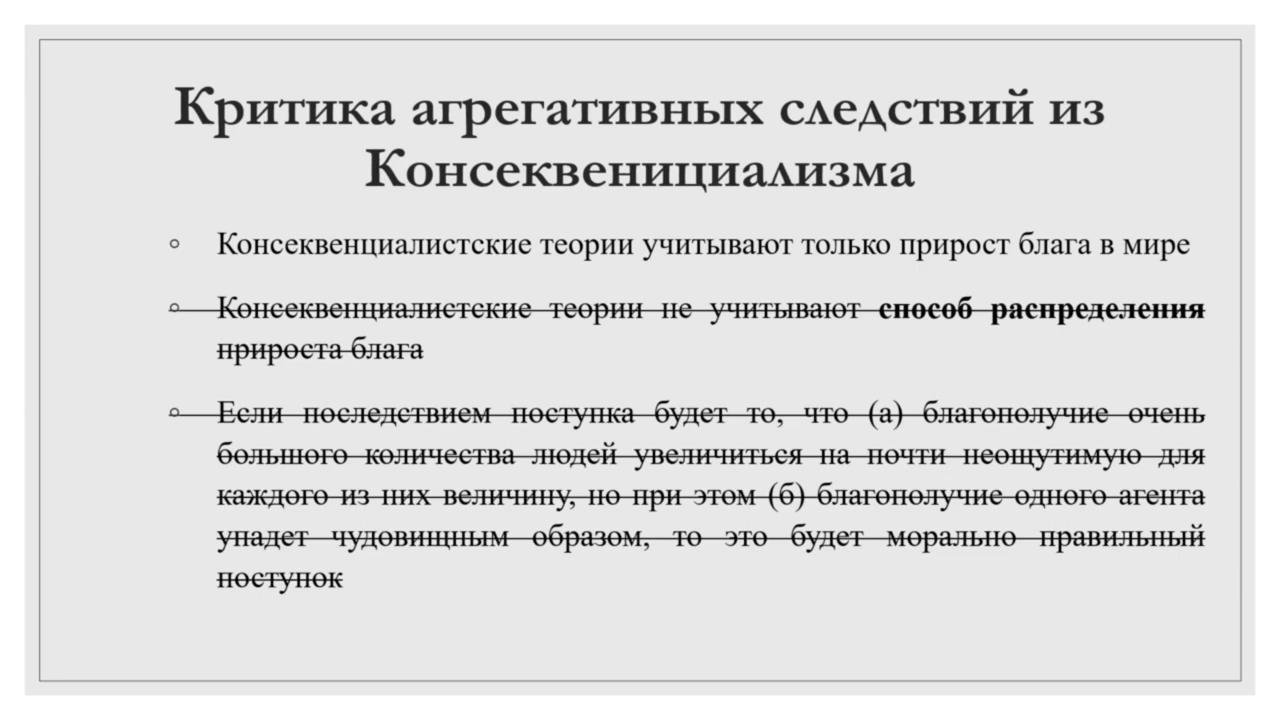 Критика агрегативных следствий из
Консеквенициализма
Консеквенциалистские теории учитывают только прирост блага в мире
Консеквенциалистские теории не учитывают способ распределения
прироста блага
Если последствием поступка будет то, что (а) благополучие очень
большого количества людей увеличиться на почти неощутимую для
каждого из них величину, но при этом (б) благополучие одного агента
упадет чудовищным образом, то это будет морально правильный
поступок